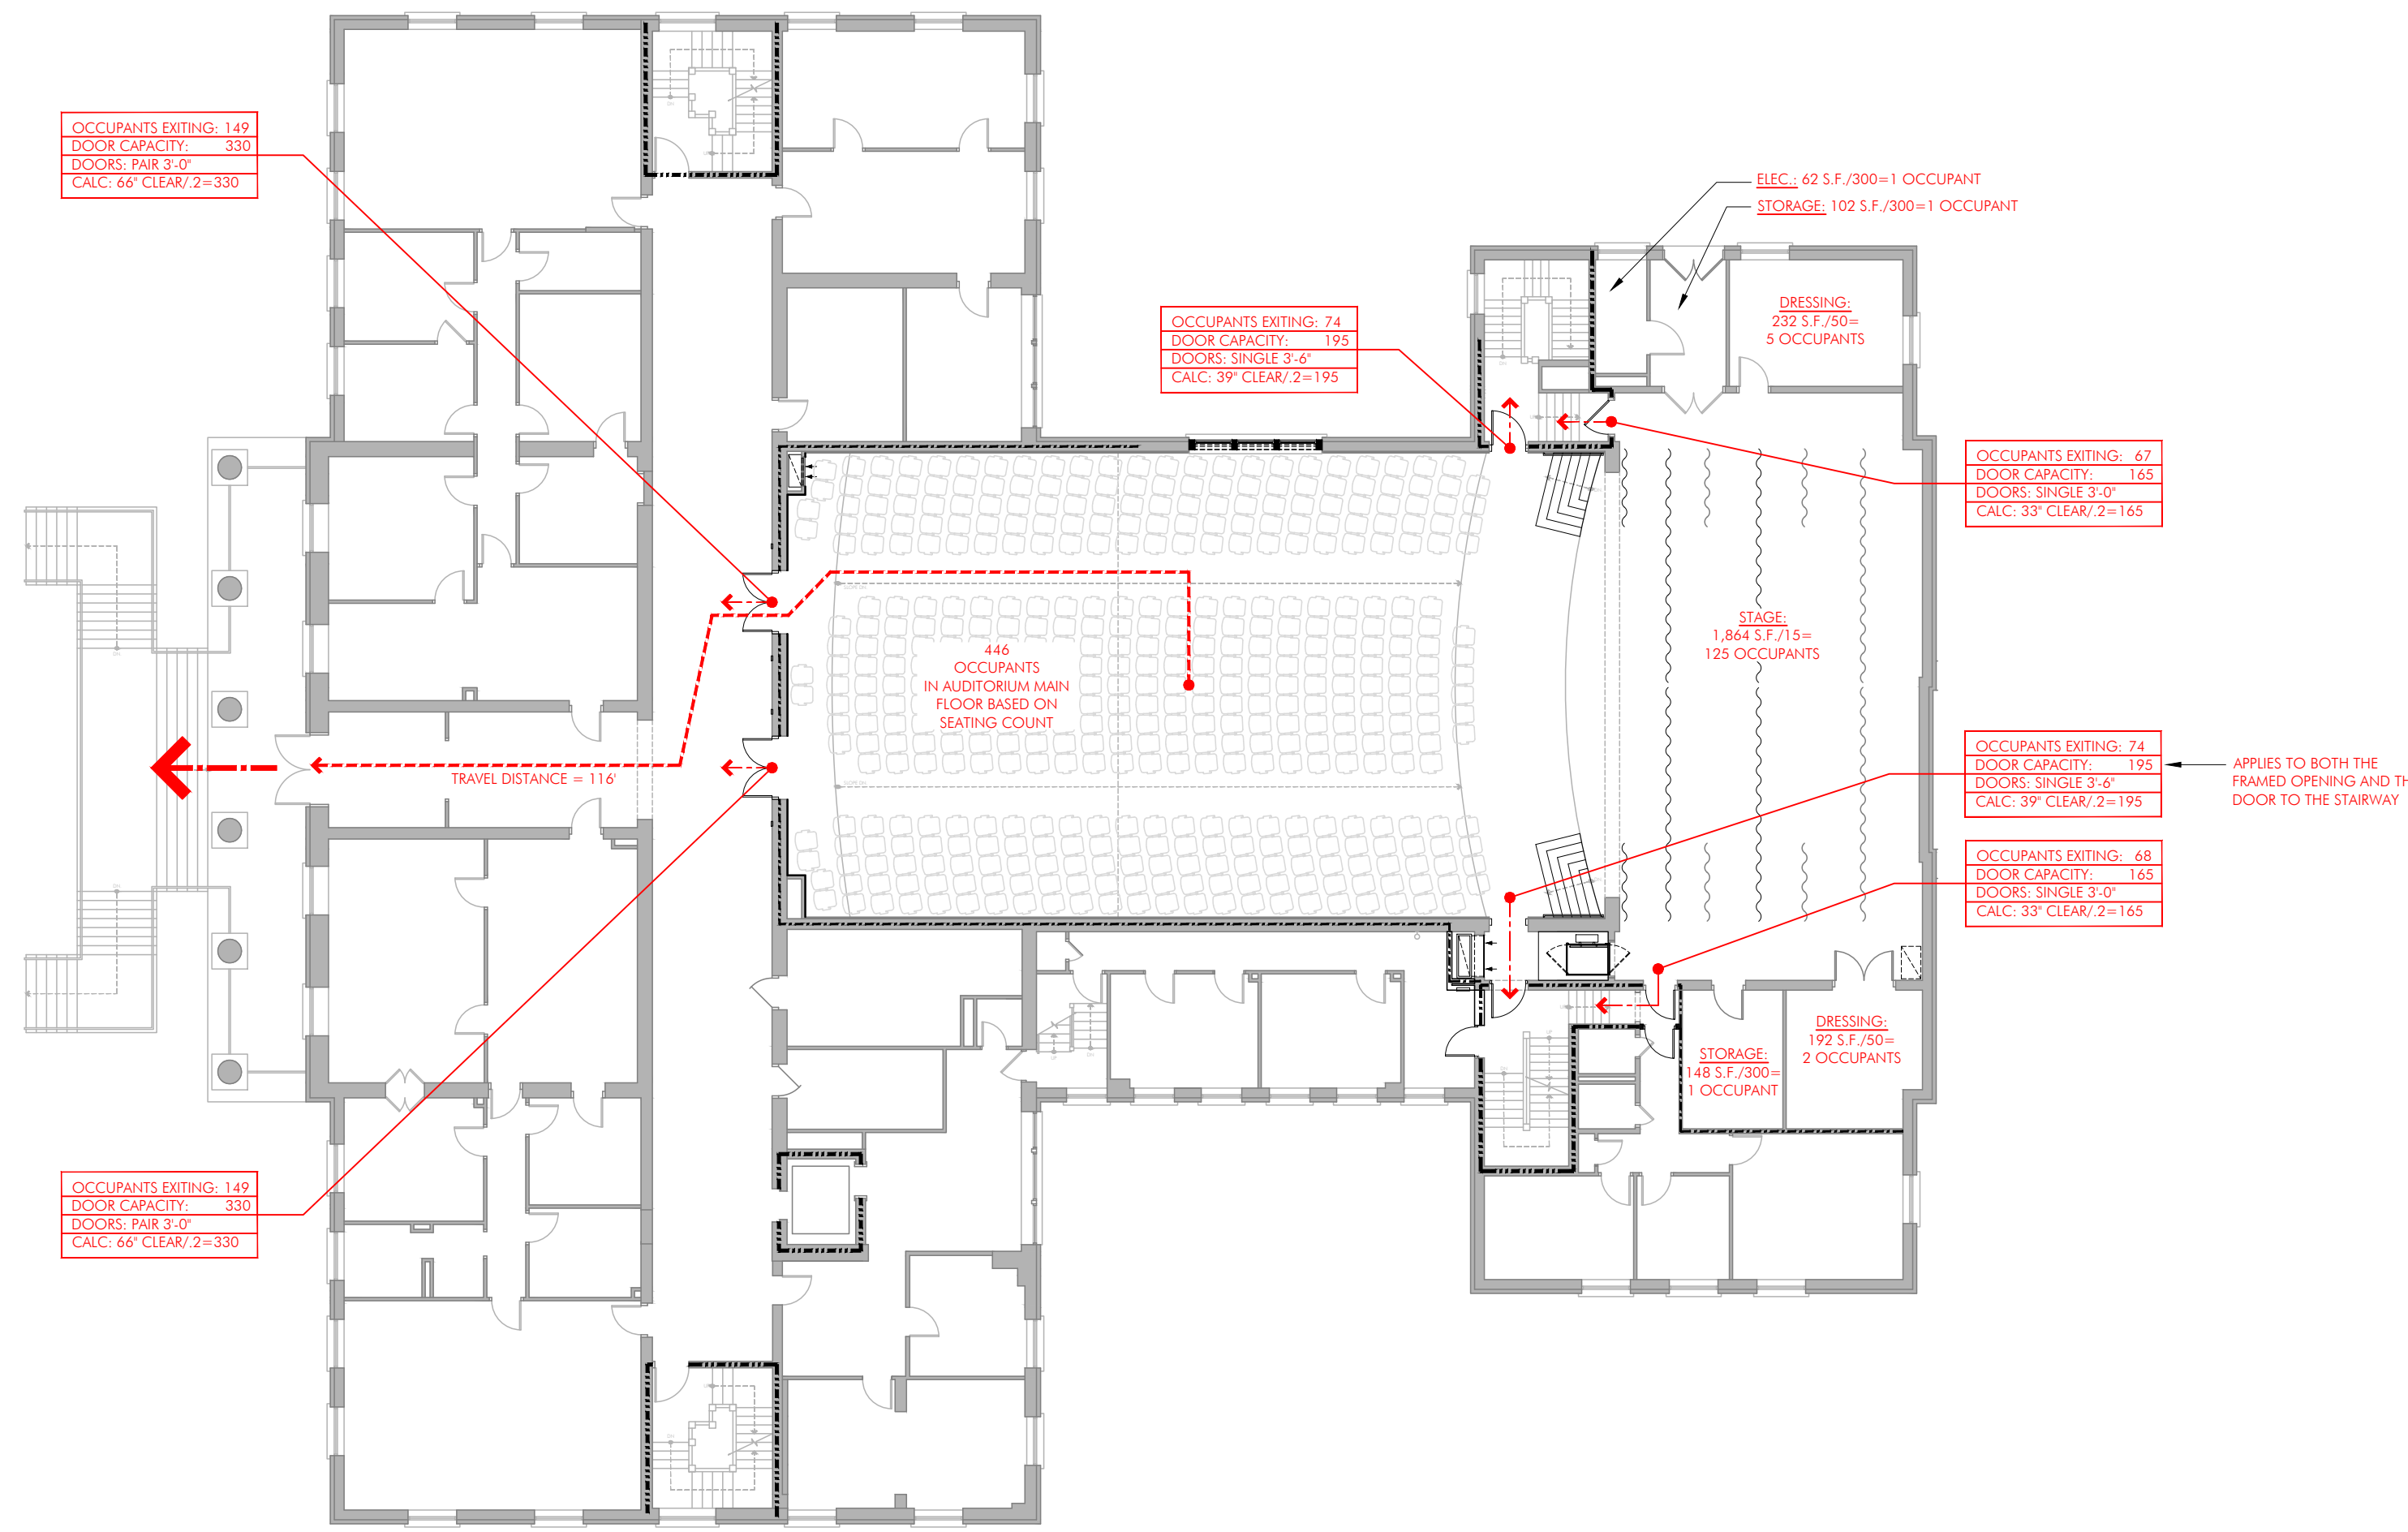 OCCUPANTS EXITING: 149
DOOR CAPACITY: 330
DOORS: PAIR 3'-0"
CALC: 66" CLEAR/.2=330
ELEC.: 62 S.F./300=1 OCCUPANT
STORAGE: 102 S.F./300=1 OCCUPANT
DRESSING:
232 S.F./50=
5 OCCUPANTS
OCCUPANTS EXITING: 74
DOOR CAPACITY: 195
DOORS: SINGLE 3'-6"
CALC: 39" CLEAR/.2=195
OCCUPANTS EXITING: 67
DOOR CAPACITY: 165
DOORS: SINGLE 3'-0"
CALC: 33" CLEAR/.2=165
STAGE:
1,864 S.F./15=
125 OCCUPANTS
446
OCCUPANTS
IN AUDITORIUM MAIN
FLOOR BASED ON
SEATING COUNT
TRAVEL DISTANCE = 116'
OCCUPANTS EXITING: 74
DOOR CAPACITY: 195
DOORS: SINGLE 3'-6"
CALC: 39" CLEAR/.2=195
APPLIES TO BOTH THE
FRAMED OPENING AND TH
DOOR TO THE STAIRWAY
OCCUPANTS EXITING: 68
DOOR CAPACITY: 165
DOORS: SINGLE 3'-0"
CALC: 33" CLEAR/.2=165
DRESSING:
192 S.F./50=
2 OCCUPANTS
STORAGE:
148 S.F./300=
1 OCCUPANT
OCCUPANTS EXITING: 149
DOOR CAPACITY: 330
DOORS: PAIR 3'-0"
CALC: 66" CLEAR/.2=330